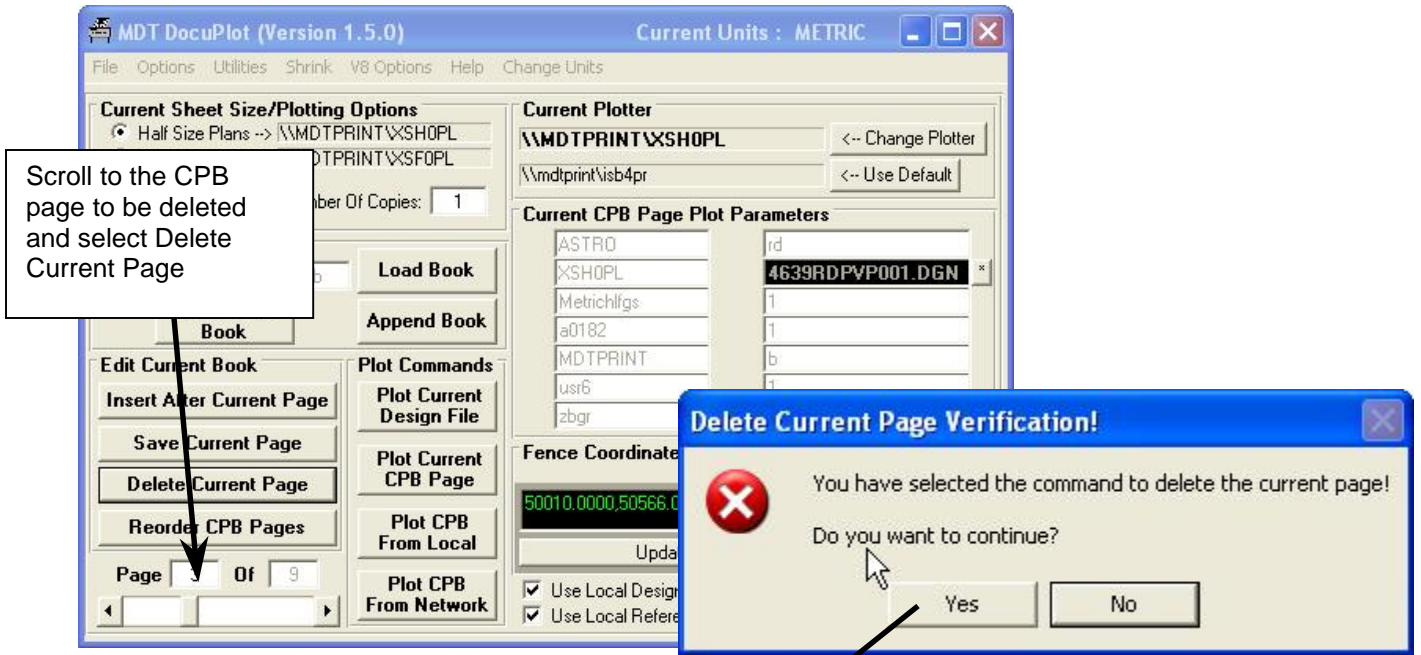 MDT DocuPlot (Version 1.5.0) Current Units : METRIC
File Options Utilities Shrink V8 Options Help Change Units
Current Sheet Size/Plotting Options
Half Size Plans --> \\MDTPRINT\XSH0PL
DTPRINT\XSF0PL
ber Of Copies: 1
Scroll to the CPB
page to be deleted
and select Delete
Current Page
Load Book
Book
Append Book
Edit Current Book
Insert After Current Page
Save Current Page
Delete Current Page
Reorder CPB Pages
Page Of 9
Plot Commands
Plot Current
Design File
Plot Current
CPB Page
Plot CPB
From Local
Plot CPB
From Network
Current Plotter
\\MDTPRINT\XSH0PL <-- Change Plotter
\\mdtprint\isb4pr <-- Use Default
Current CPB Page Plot Parameters
ASTRO rd
XSH0PL 4639RDPVP001.DGN *
Metrichlfgs 1
a0182 1
MDTPRINT b
usr6 1
zbgr
Fence Coordinate
50010.0000,50566.0
Upda
Use Local Design
Use Local Refere
Delete Current Page Verification!
You have selected the command to delete the current page!
Do you want to continue?
Yes No